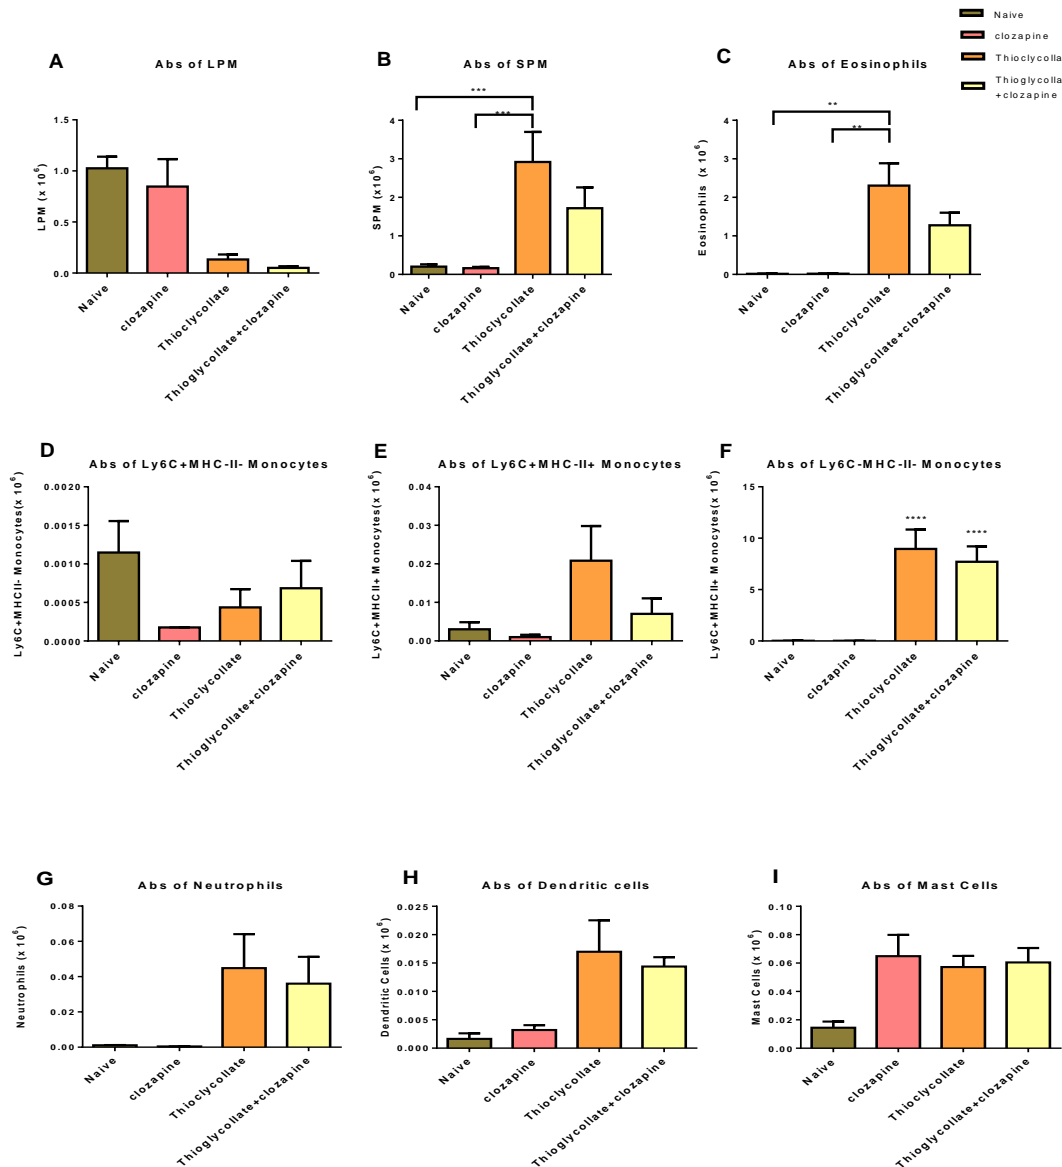 Naive
clozapine
Thioclycolla
Thioglycolla
+clozapine
A
Abs of LPM
LPM (x 10^6)
1.5
1.0
0.5
0.0
Naive
clozapine
Thioclycollate
Thioglycollate+clozapine
B
Abs of SPM
***
***
SPM (x10^6)
4
3
2
1
0
Naive
clozapine
Thioclycollate
Thioglycollate+clozapine
C
Abs of Eosinophils
**
**
Eosinophils (x 10^6)
4
3
2
1
0
Naive
clozapine
Thioclycollate
Thioglycollate+clozapine
D
Abs of Ly6C+MHC-II- Monocytes
Ly6C+MHCII- Monocytes(x 10^6)
0.0020
0.0015
0.0010
0.0005
0.0000
Naive
clozapine
Thioclycollate
Thioglycollate+clozapine
E
Abs of Ly6C+MHC-II+ Monocytes
Ly6C+MHCII+ Monocytes(x 10^6)
0.04
0.03
0.02
0.01
0.00
Naive
clozapine
Thioclycollate
Thioglycollate+clozapine
F
Abs of Ly6C-MHC-II- Monocytes
Ly6C+MHCII+ Monocytes(x 10^6)
15
10
5
0
****
****
Naive
clozapine
Thioclycollate
Thioglycollate+clozapine
G
Abs of Neutrophils
Neutrophils (x 10^6)
0.08
0.06
0.04
0.02
0.00
Naive
clozapine
Thioclycollate
Thioglycollate+clozapine
H
Abs of Dendritic cells
Dendritic Cells (x 10^6)
0.025
0.020
0.015
0.010
0.005
0.000
Naive
clozapine
Thioclycollate
Thioglycollate+clozapine
I
Abs of Mast Cells
Mast Cells (x 10^6)
0.10
0.08
0.06
0.04
0.02
0.00
Naive
clozapine
Thioclycollate
Thioglycollate+clozapine